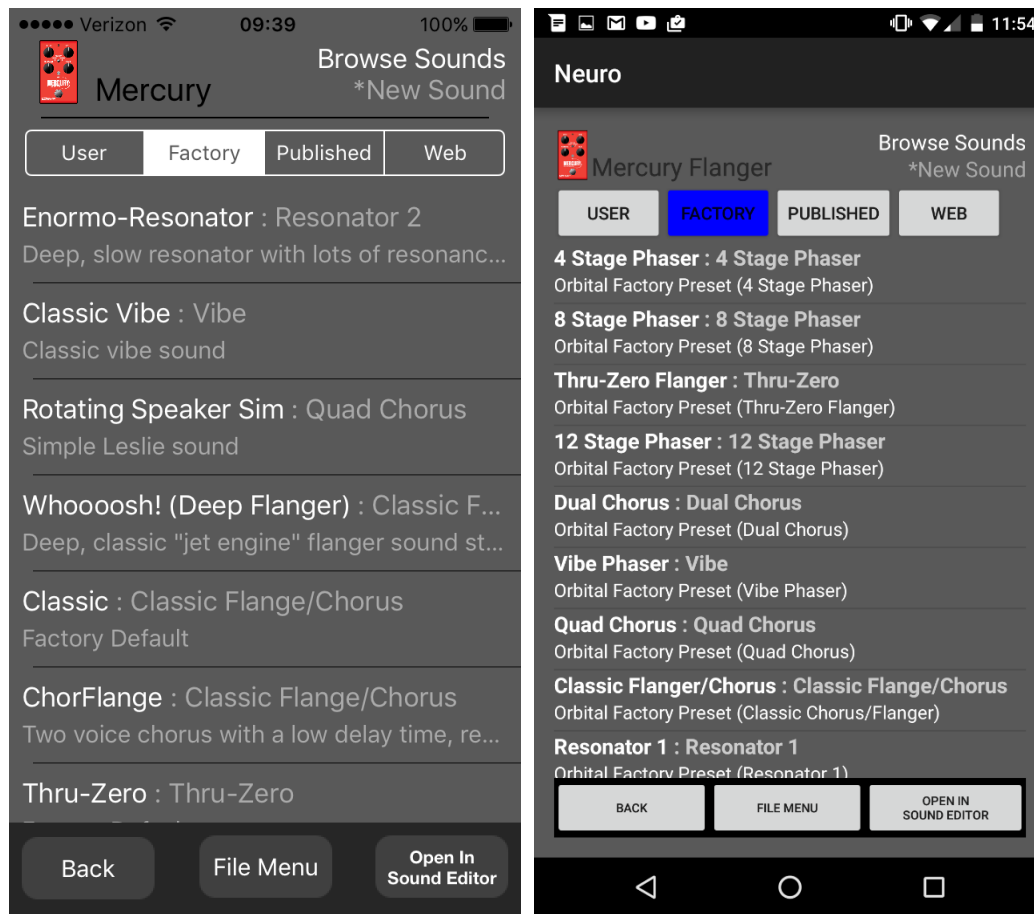 Verizon 09:39 100%
Browse Sounds
Mercury *New Sound
User Factory Published Web
Enormo-Resonator : Resonator 2
Deep, slow resonator with lots of resonanc...
Classic Vibe : Vibe
Classic vibe sound
Rotating Speaker Sim : Quad Chorus
Simple Leslie sound
Whoooosh! (Deep Flanger) : Classic F...
Deep, classic "jet engine" flanger sound st...
Classic : Classic Flange/Chorus
Factory Default
ChorFlange : Classic Flange/Chorus
Two voice chorus with a low delay time, re...
Thru-Zero : Thru-Zero
Back File Menu Open In
Sound Editor
11:54
Neuro
Browse Sounds
Mercury Flanger *New Sound
USER FACTORY PUBLISHED WEB
4 Stage Phaser : 4 Stage Phaser
Orbital Factory Preset (4 Stage Phaser)
8 Stage Phaser : 8 Stage Phaser
Orbital Factory Preset (8 Stage Phaser)
Thru-Zero Flanger : Thru-Zero
Orbital Factory Preset (Thru-Zero Flanger)
12 Stage Phaser : 12 Stage Phaser
Orbital Factory Preset (12 Stage Phaser)
Dual Chorus : Dual Chorus
Orbital Factory Preset (Dual Chorus)
Vibe Phaser : Vibe
Orbital Factory Preset (Vibe Phaser)
Quad Chorus : Quad Chorus
Orbital Factory Preset (Quad Chorus)
Classic Flanger/Chorus : Classic Flange/Chorus
Orbital Factory Preset (Classic Chorus/Flanger)
Resonator 1 : Resonator 1
Orbital Factory Preset (Resonator 1)
BACK FILE MENU OPEN IN
SOUND EDITOR